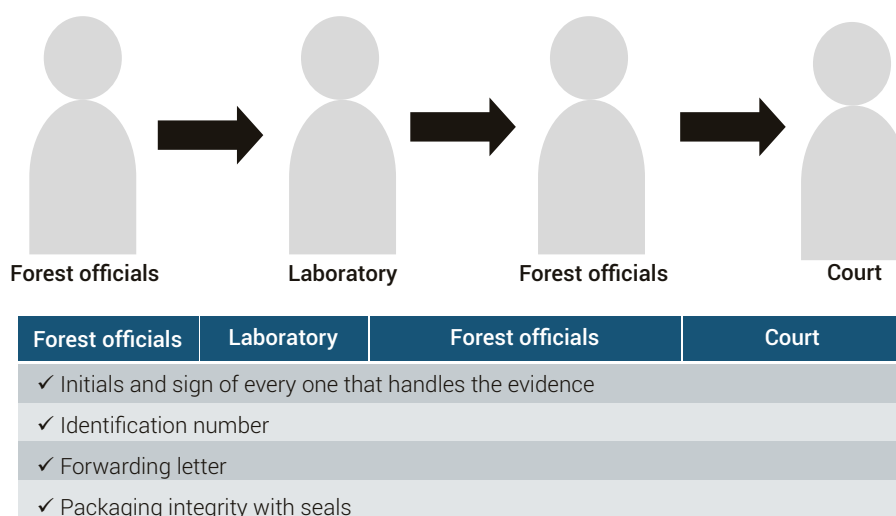 Forest officials
Laboratory
Forest officials
Court
Forest officials
Laboratory
Forest officials
Court
✓ Initials and sign of every one that handles the evidence
✓ Identification number
✓ Forwarding letter
✓ Packaging integrity with seals